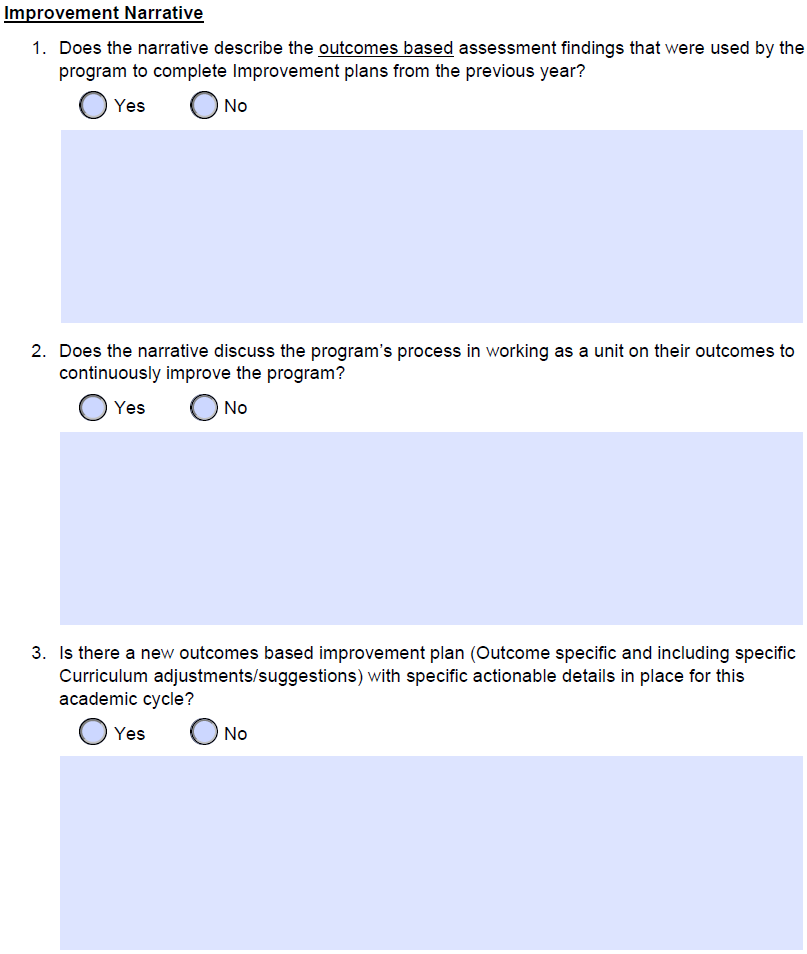 Improvement Narrative
1. Does the narrative describe the outcomes based assessment findings that were used by the
program to complete Improvement plans from the previous year?
Yes No
2. Does the narrative discuss the program's process in working as a unit on their outcomes to
continuously improve the program?
Yes No
3. Is there a new outcomes based improvement plan (Outcome specific and including specific
Curriculum adjustments/suggestions) with specific actionable details in place for this
academic cycle?
Yes No